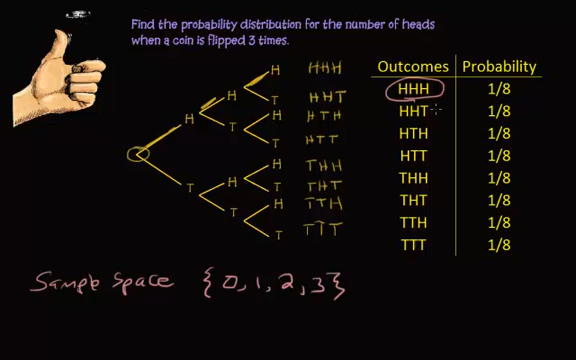 Find the probability distribution for the number of heads
when a coin is flipped 3 times.
H HHH
H
T HHT
H
H HTH
T
T HTT
H THH
H
T THT
T
H TTH
T
T TTT
Outcomes Probability
HHH 1/8
HHT 1/8
HTH 1/8
HTT 1/8
THH 1/8
THT 1/8
TTH 1/8
TTT 1/8
Sample Space {0,1,2,3}